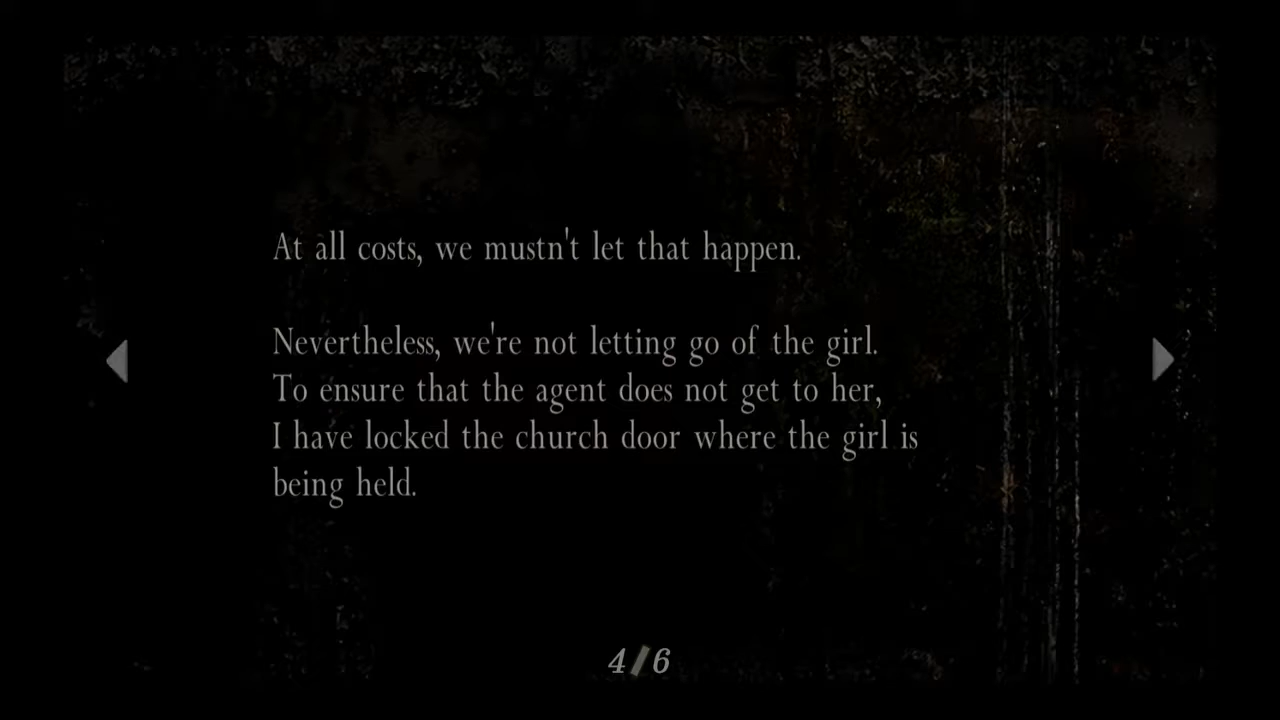 At all costs, we mustn't let that happen.
Nevertheless, we're not letting go of the girl.
To ensure that the agent does not get to her,
I have locked the church door where the girl is
being held.
4/6